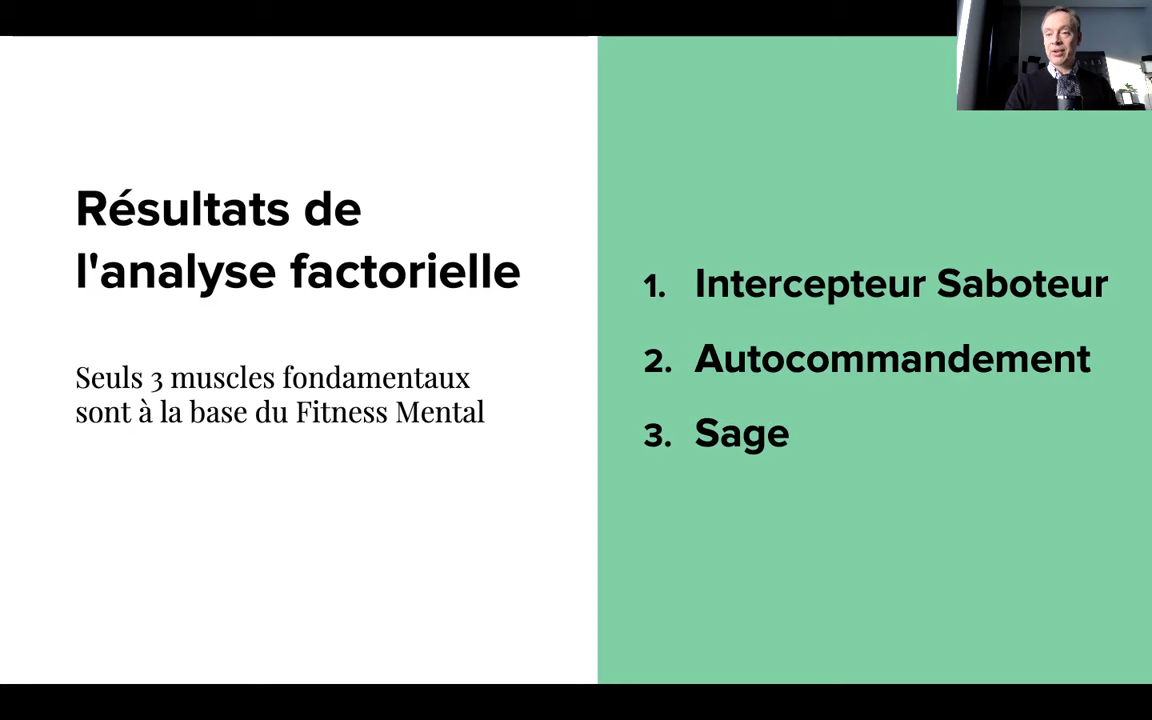 Résultats de
l'analyse factorielle
Seuls 3 muscles fondamentaux
sont à la base du Fitness Mental
1. Intercepteur Saboteur
2. Autocommandement
3. Sage